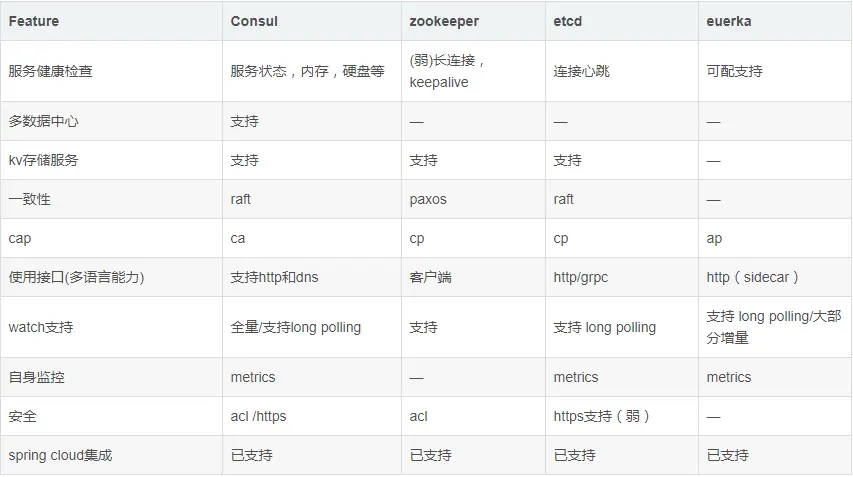 Feature Consul zookeeper etcd euerka
服务健康检查 服务状态，内存，硬盘等 (弱)长连接，keepalive 连接心跳 可配支持
多数据中心 支持 — — —
kv存储服务 支持 支持 支持 —
一致性 raft paxos raft —
cap ca cp cp ap
使用接口(多语言能力) 支持http和dns 客户端 http/grpc http（sidecar）
watch支持 全量/支持long polling 支持 支持 long polling 支持 long polling/大部分增量
自身监控 metrics — metrics metrics
安全 acl /https acl https支持（弱） —
spring cloud集成 已支持 已支持 已支持 已支持